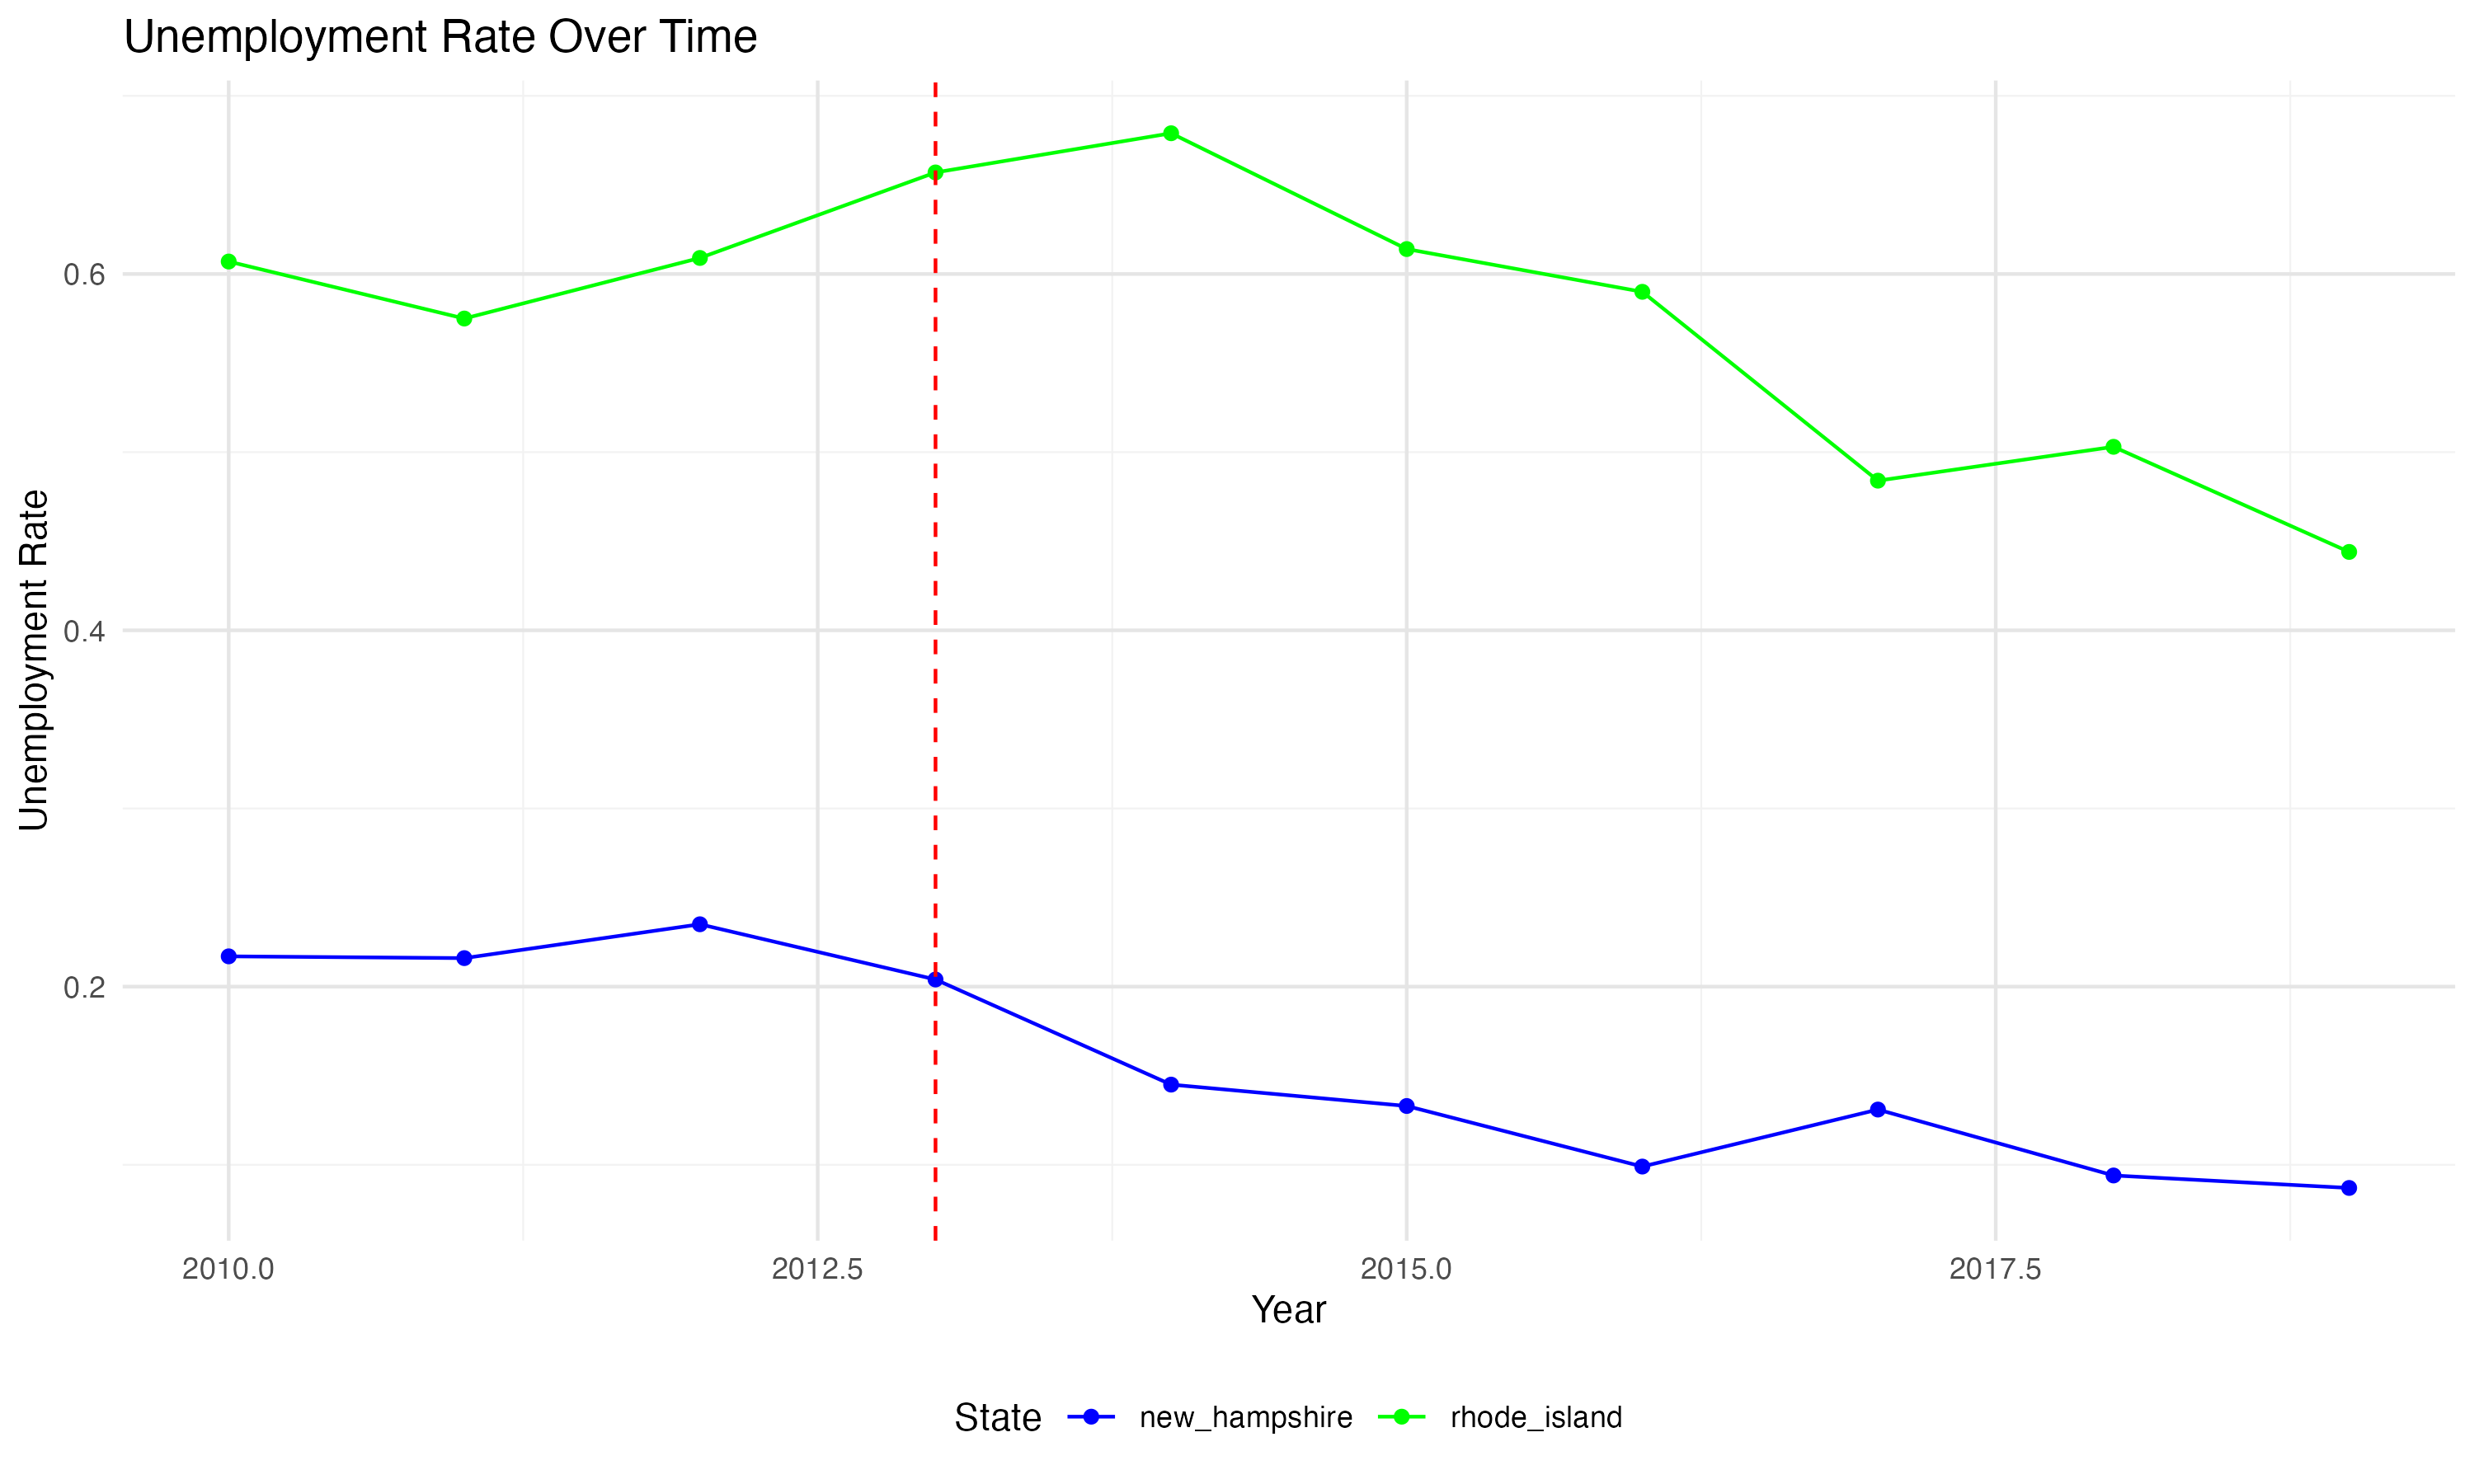 Unemployment Rate Over Time
Unemployment Rate
0.6
0.4
0.2
2010.0 2012.5 2015.0 2017.5
Year
State new_hampshire rhode_island